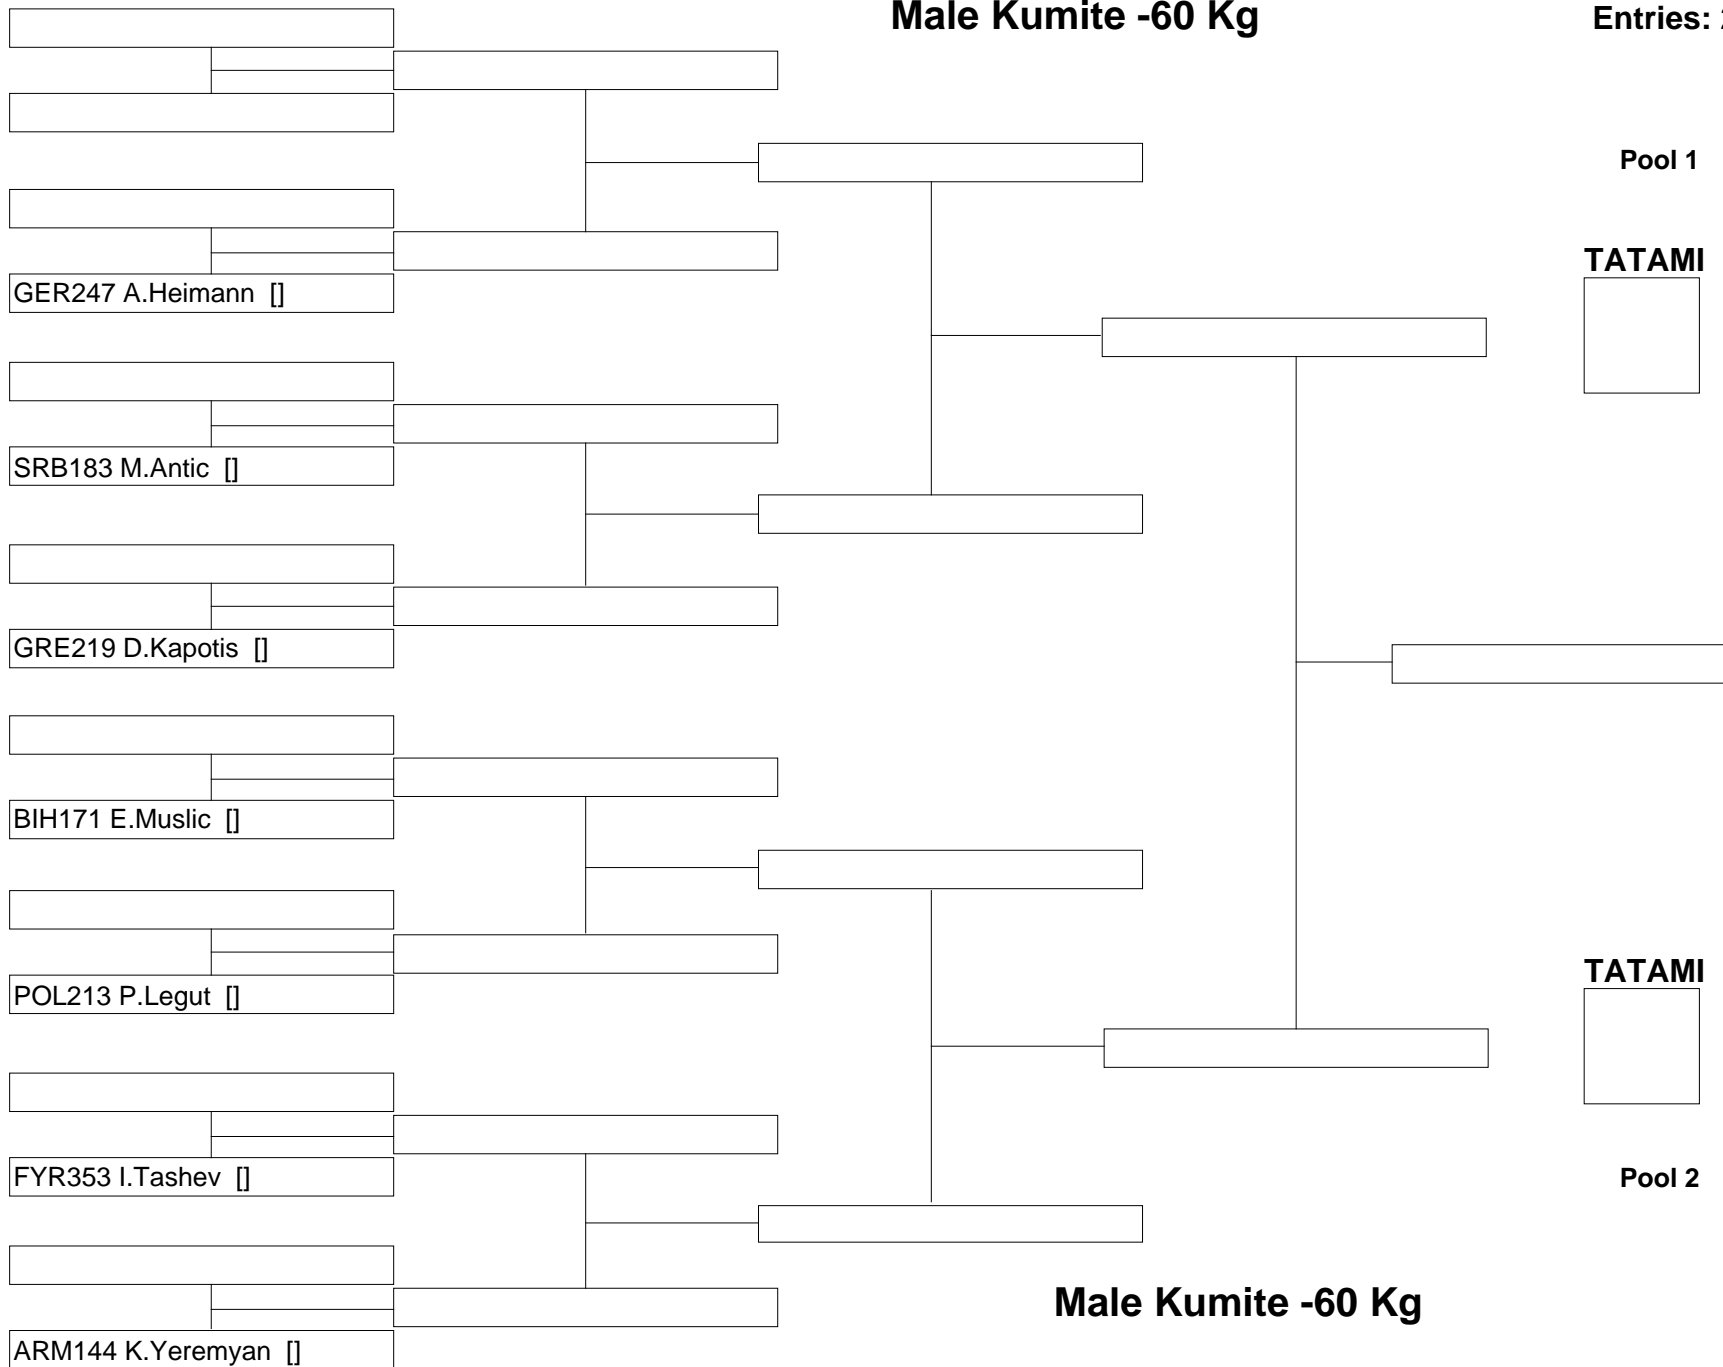 Male Kumite -60 Kg
Entries:
Pool 1
TATAMI
GER247 A.Heimann []
SRB183 M.Antic []
GRE219 D.Kapotis []
BIH171 E.Muslic []
POL213 P.Legut []
TATAMI
FYR353 I.Tashev []
Pool 2
Male Kumite -60 Kg
ARM144 K.Yeremyan []